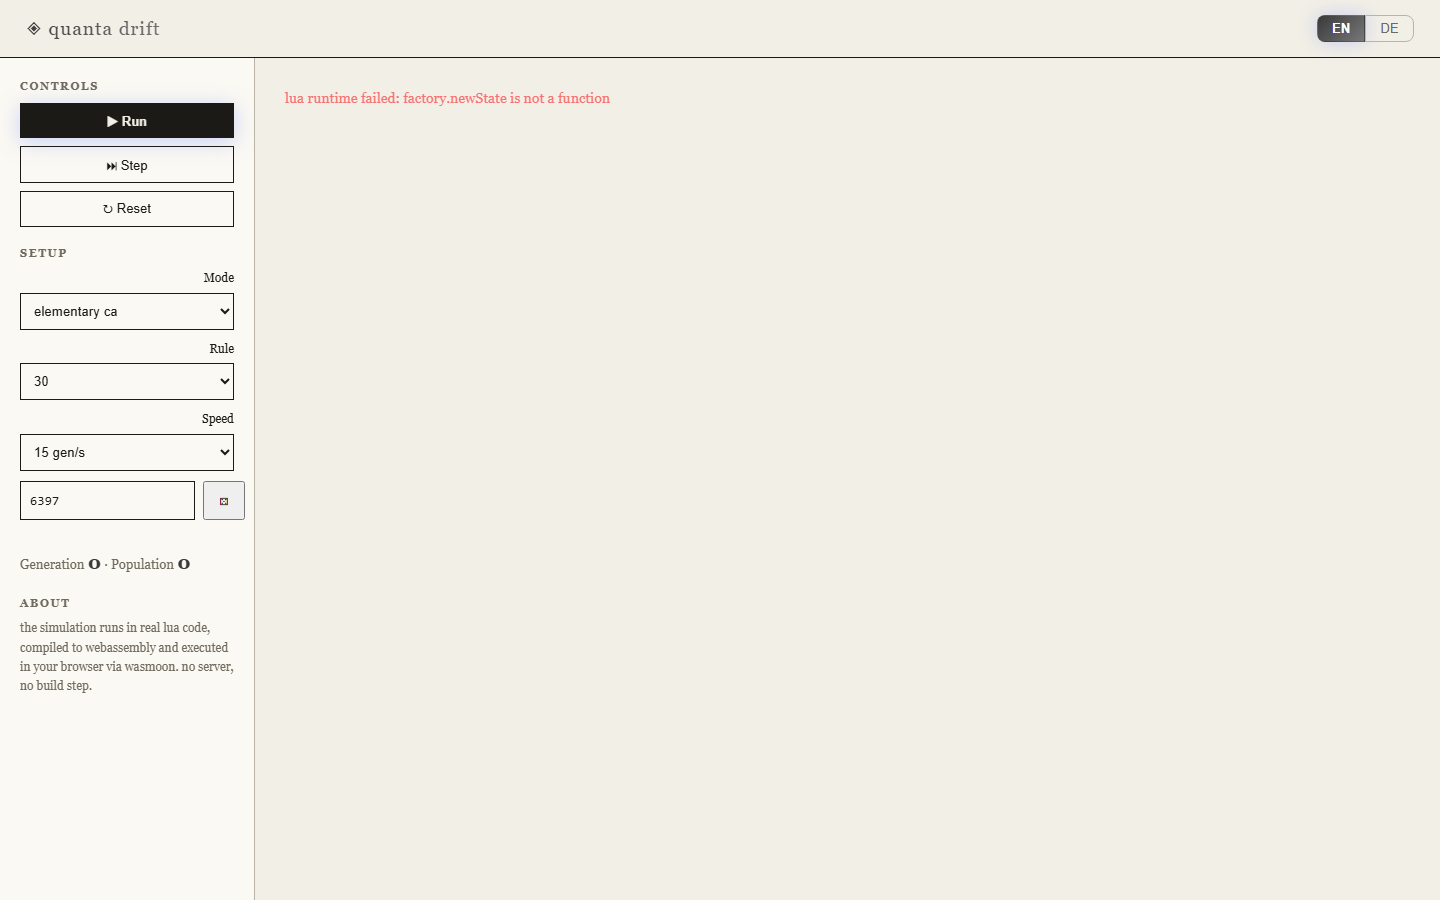 ◈ quanta drift
EN DE
CONTROLS
▶ Run
⏭ Step
↻ Reset
SETUP
Mode
elementary ca
Rule
30
Speed
15 gen/s
6397
Generation 0 · Population 0
ABOUT
the simulation runs in real lua code,
compiled to webassembly and executed
in your browser via wasmoon. no server,
no build step.
lua runtime failed: factory.newState is not a function